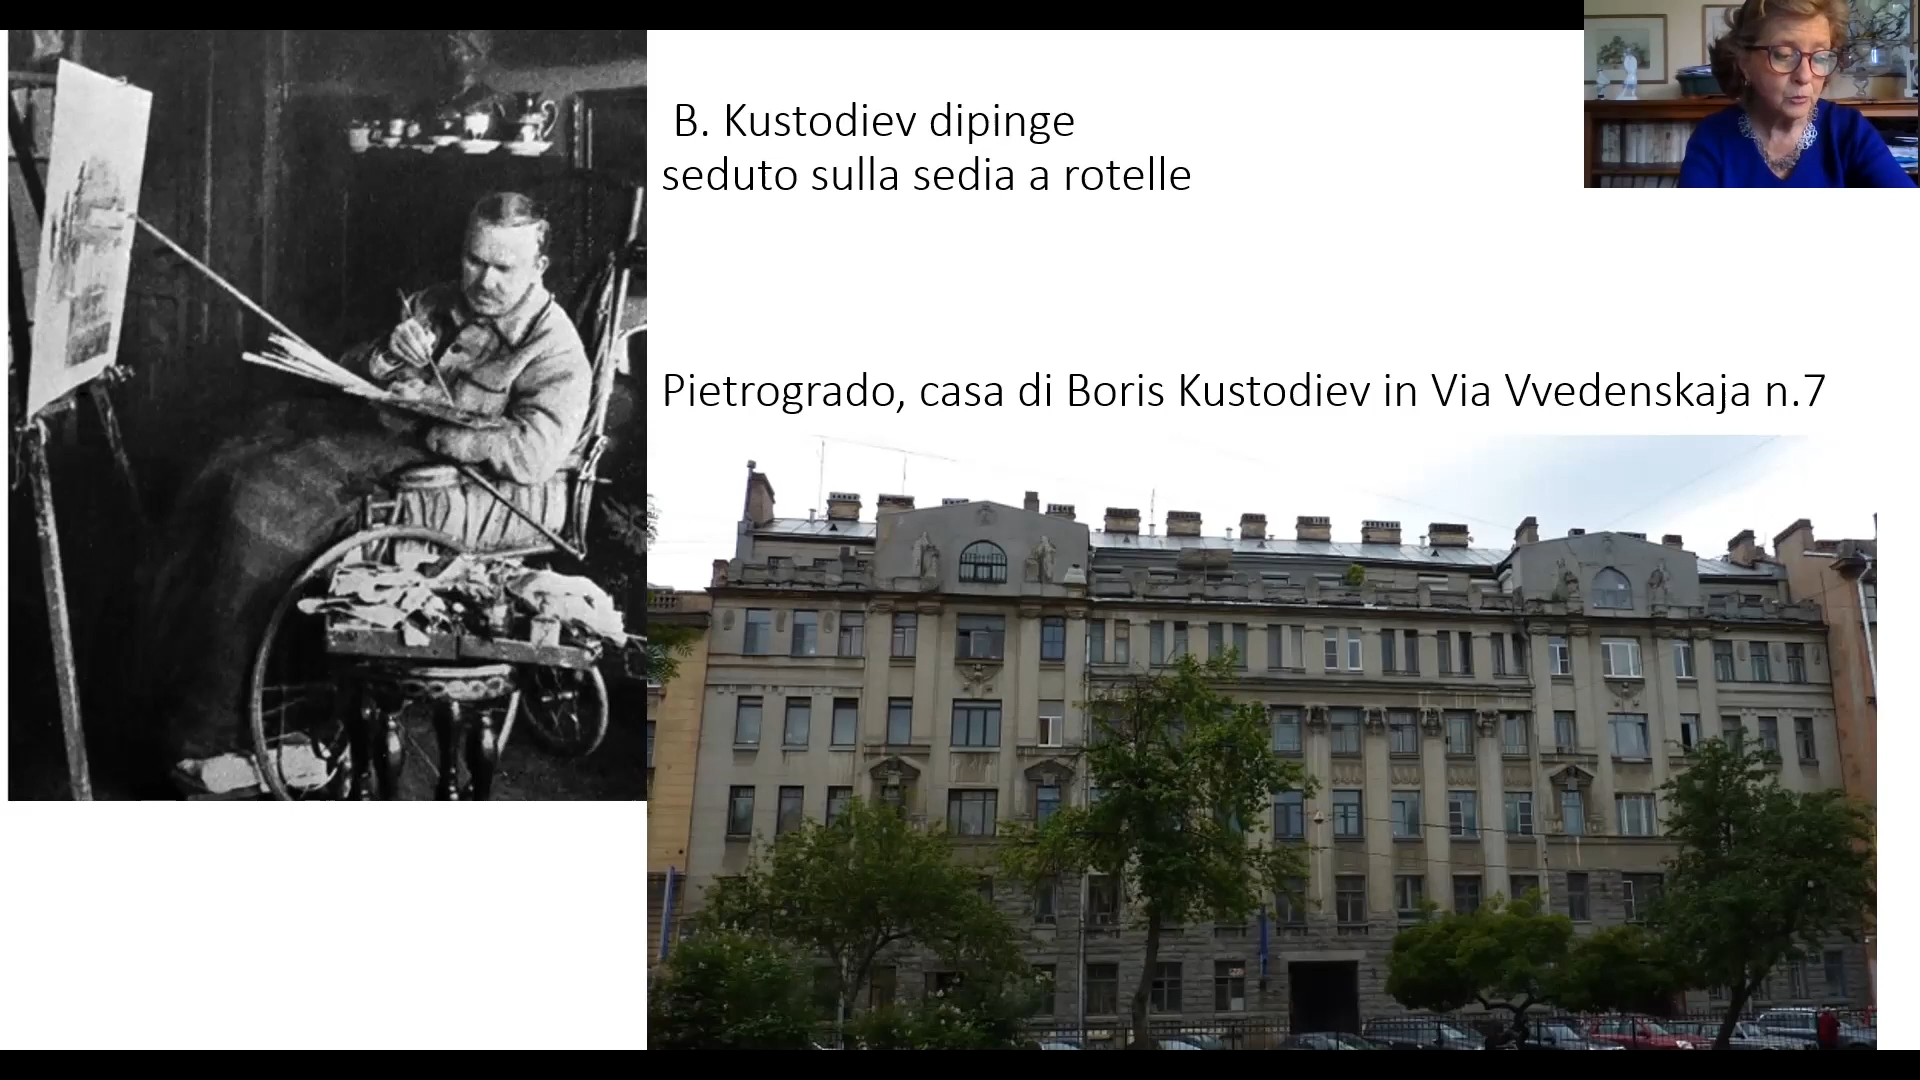 B. Kustodiev dipinge
seduto sulla sedia a rotelle
Pietrogrado, casa di Boris Kustodiev in Via Vvedenskaja n.7